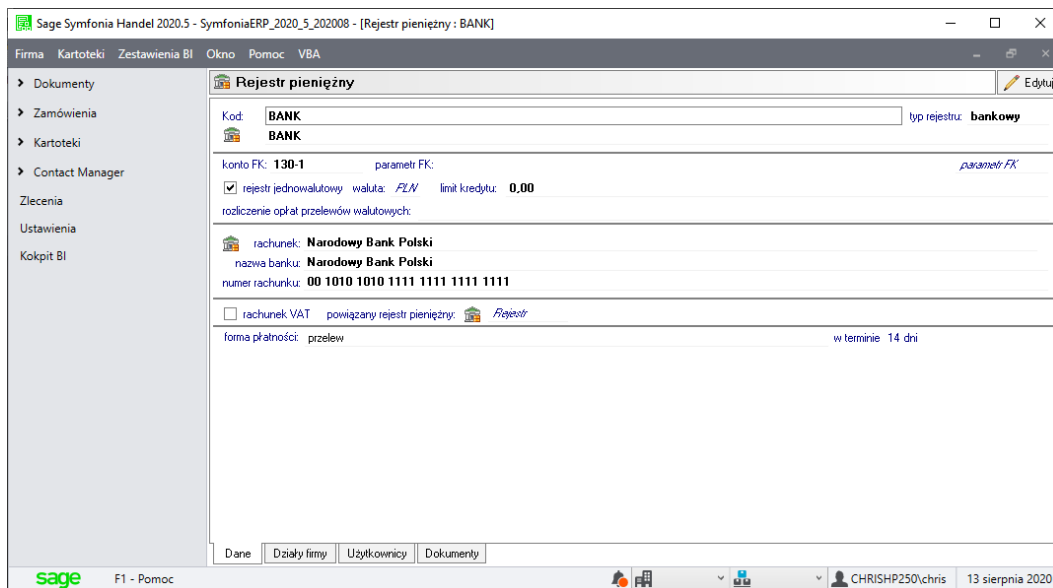 Sage Symfonia Handel 2020.5 - SymfoniaERP_2020_5_202008 - [Rejestr pieniężny : BANK]
Firma Kartoteki Zestawienia BI Okno Pomoc VBA
Dokumenty
Zamówienia
Kartoteki
Contact Manager
Zlecenia
Ustawienia
Kokpit BI
Rejestr pieniężny
Edytuj
Kod: BANK typ rejestru: bankowy
BANK
konto FK: 130-1 parametr FK: parametr FK
rejestr jednowalutowy waluta: PLN limit kredytu: 0,00
rozliczenie opłat przelewów walutowych:
rachunek: Narodowy Bank Polski
nazwa banku: Narodowy Bank Polski
numer rachunku: 00 1010 1010 1111 1111 1111 1111
rachunek VAT powiązany rejestr pieniężny: Rejestr
forma płatności: przelew w terminie 14 dni
Dane Działy firmy Użytkownicy Dokumenty
sage F1 - Pomoc CHRISHP250\chris 13 sierpnia 2020